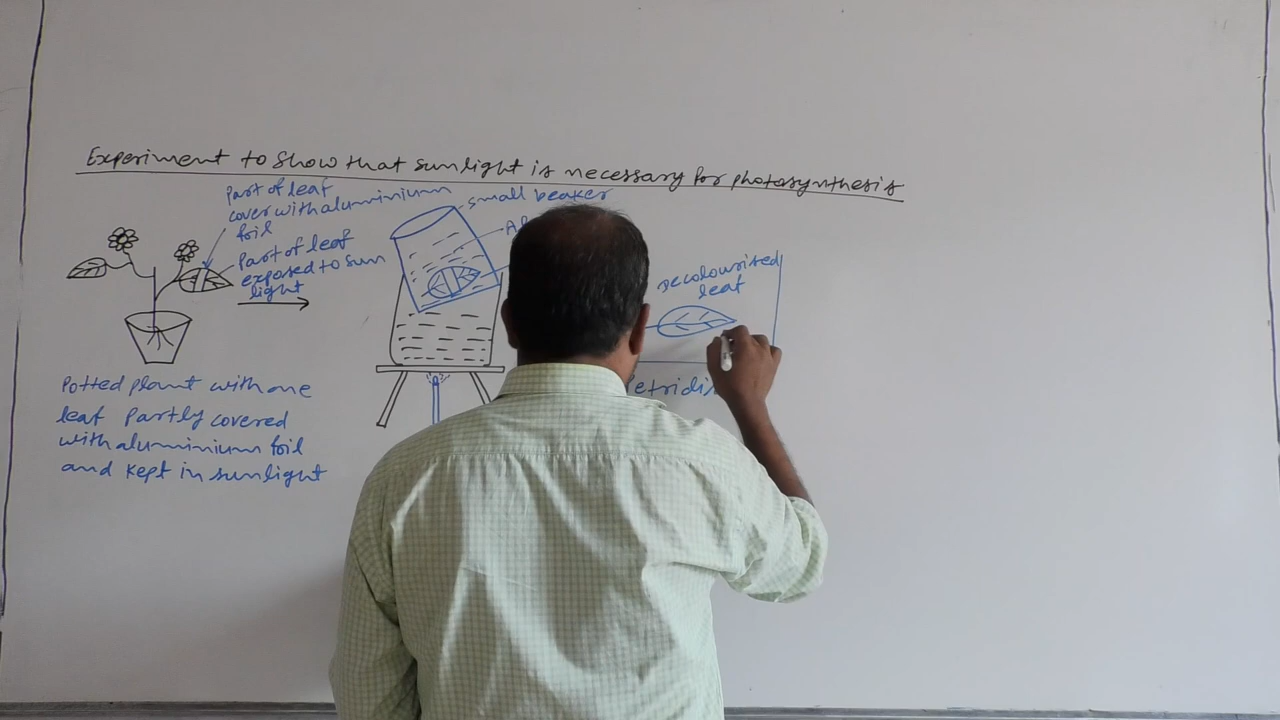 Experiment to show that sunlight is necessary for photosynthesis
Part of leaf
cover with aluminium
foil
Part of leaf
exposed to sun
light
small beaker
decolourised
leaf
Potted plant with one
leaf Partly covered
with aluminium foil
and kept in sunlight